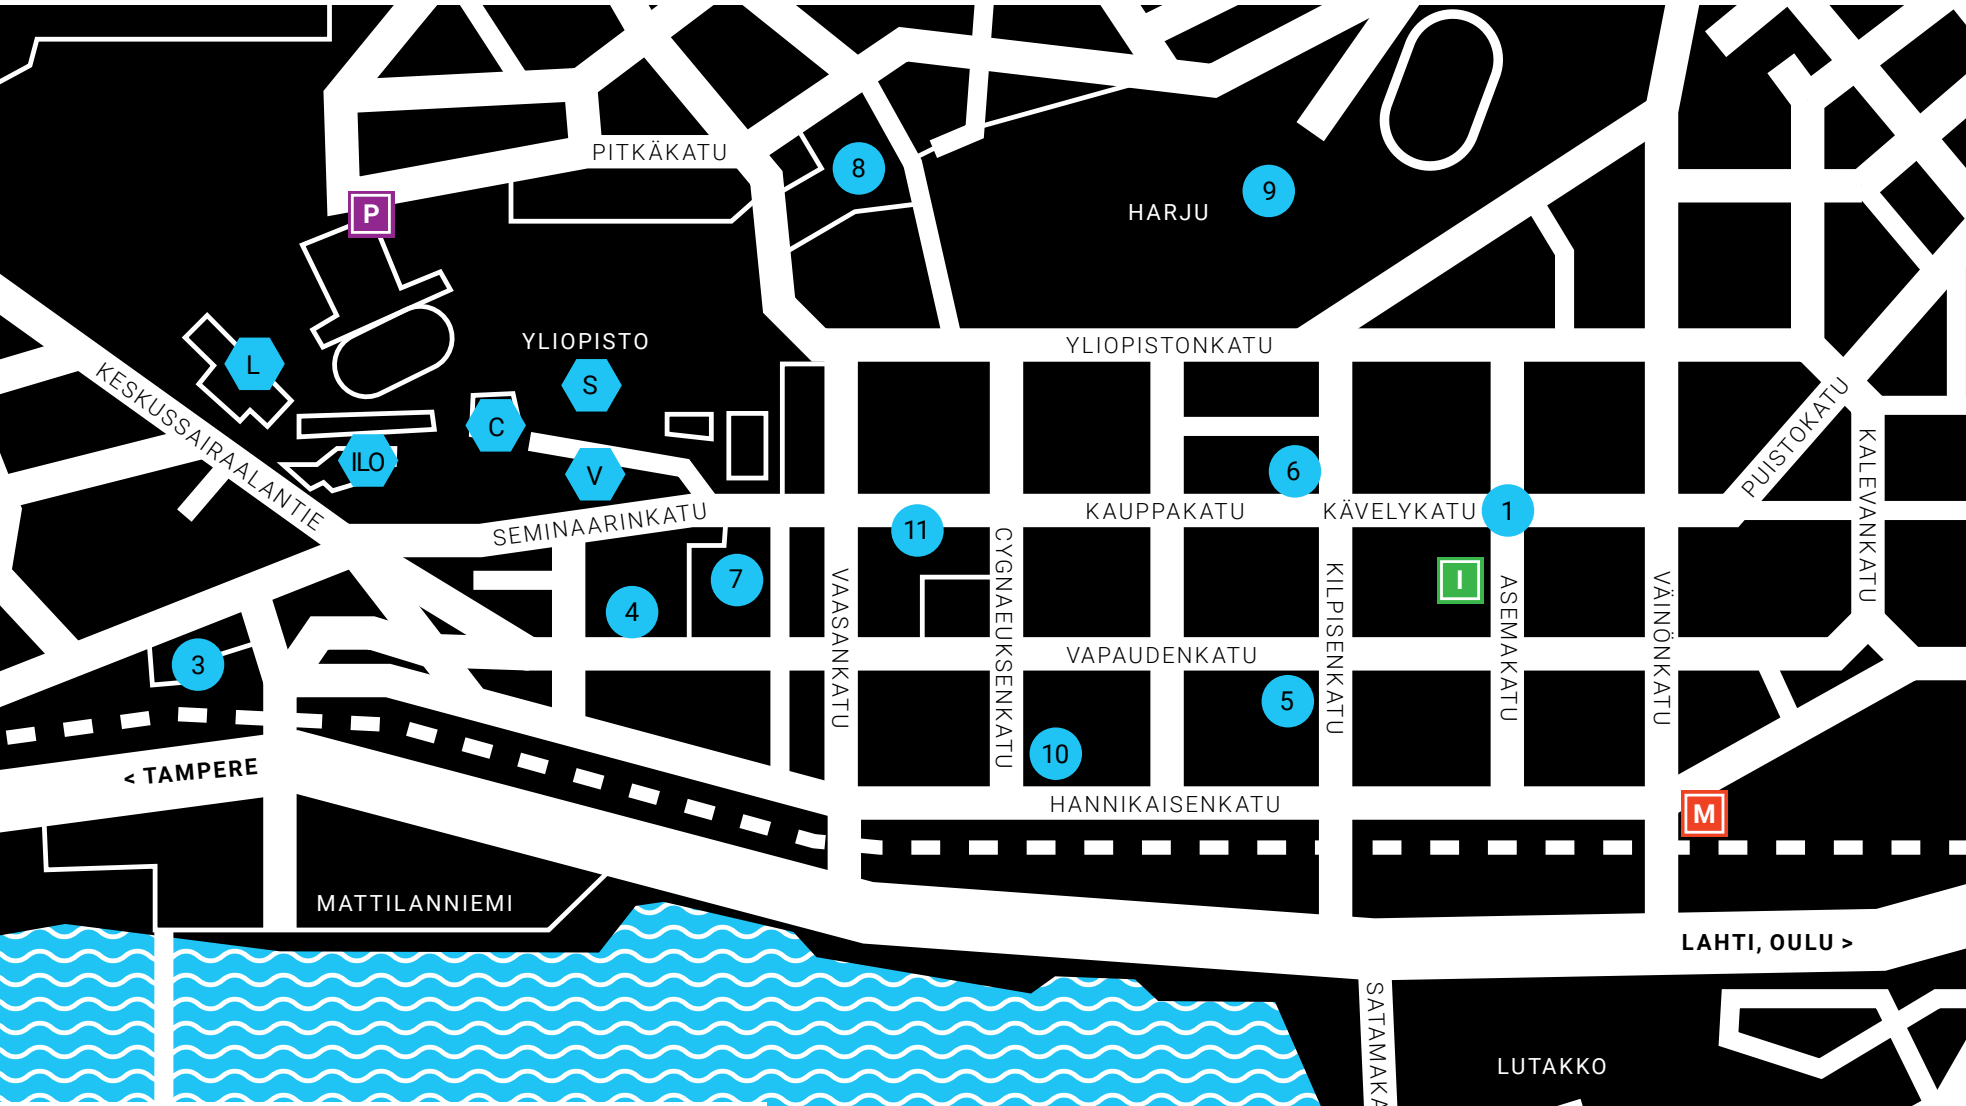 PITKÄKATU
8
9
HARJU
P
YLIOPISTO
YLIOPISTONKATU
L
S
KESKUSSAIRAALANTIE
C
PUISTOKATU
ILO
V
6
KALEVANKATU
SEMINAARINKATU
KAUPPAKATU
KÄVELYKATU
1
11
7
I
4
VAASANKATU
CYGNAEUKSENKATU
KILPISENKATU
ASEMAKATU
VÄINÖNKATU
3
VAPAUDENKATU
5
10
< TAMPERE
HANNIKAISENKATU
M
MATTILANNIEMI
LAHTI, OULU >
SATAMAKA
LUTAKKO